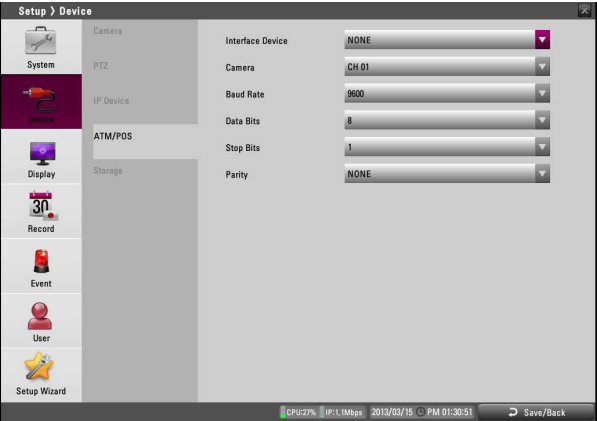 Setup > Device
System
Device
Display
30
Record
Event
User
Setup Wizard
Camera
PTZ
IP Device
ATM/POS
Storage
Interface Device NONE
Camera CH 01
Baud Rate 9600
Data Bits 8
Stop Bits 1
Parity NONE
CPU:27% IP:1,1Mbps 2013/03/15 PM 01:30:51 Save/Back